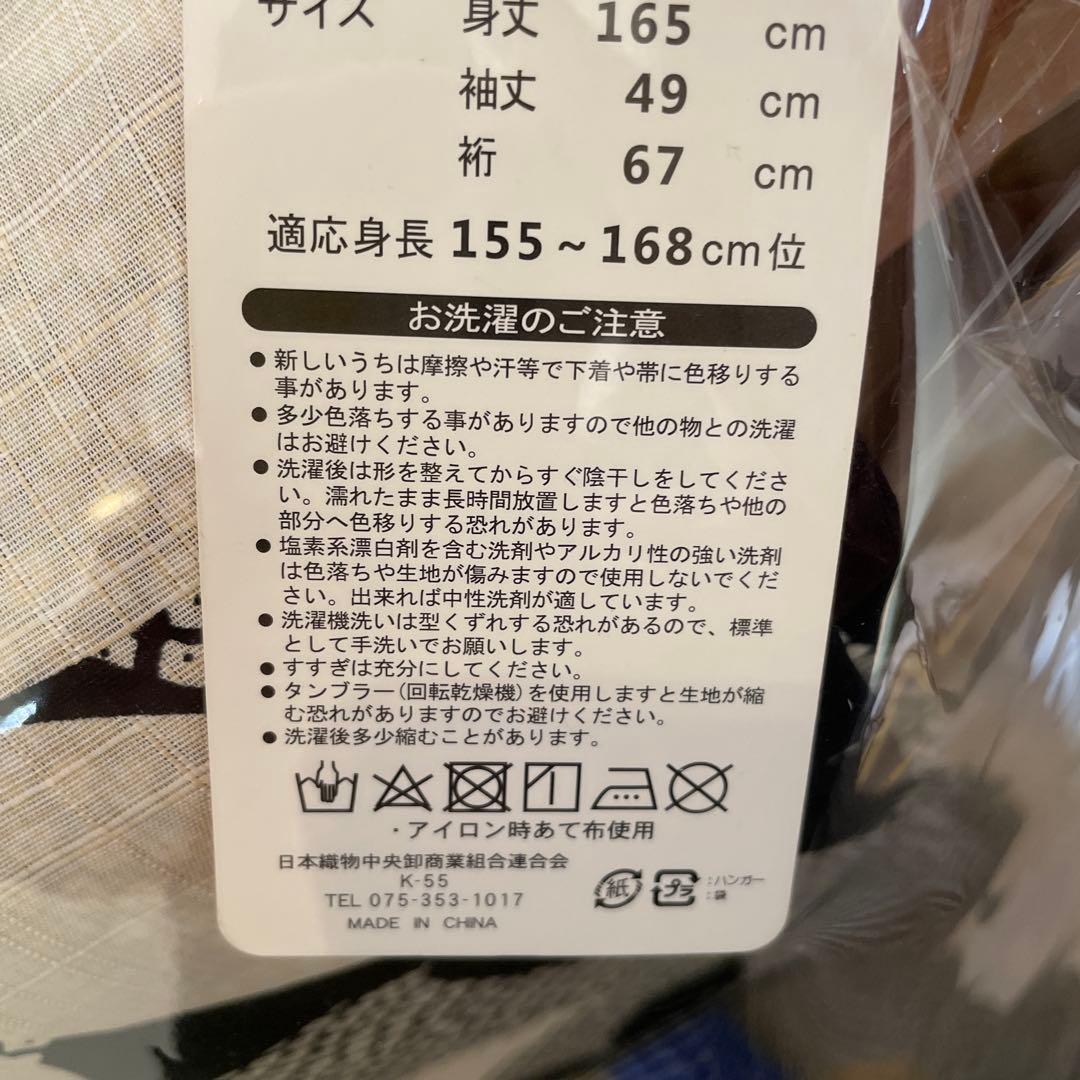 サイズ 身丈 165 cm
袖丈 49 cm
裄 67 cm
適応身長 155~168cm位
お洗濯のご注意
●新しいうちは摩擦や汗等で下着や帯に色移りする
事があります。
●多少色落ちする事がありますので他の物との洗濯
はお避けください。
●洗濯後は形を整えてからすぐ陰干しをしてくださ
い。濡れたまま長時間放置しますと色落ちや他の
部分へ色移りする恐れがあります。
●塩素系漂白剤を含む洗剤やアルカリ性の強い洗剤
は色落ちや生地が傷みますので使用しないでくだ
さい。出来れば中性洗剤が適しています。
●洗濯機洗いは型くずれする恐れがあるので、標準
として手洗いでお願いします。
●すすぎは充分にしてください。
●タンブラー(回転乾燥機)を使用しますと生地が縮
む恐れがありますのでお避けください。
●洗濯後多少縮むことがあります。
・アイロン時あて布使用
日本織物中央卸商業組合連合会
K-55
TEL 075-353-1017
MADE IN CHINA
紙 プラ :ハンガー
:袋